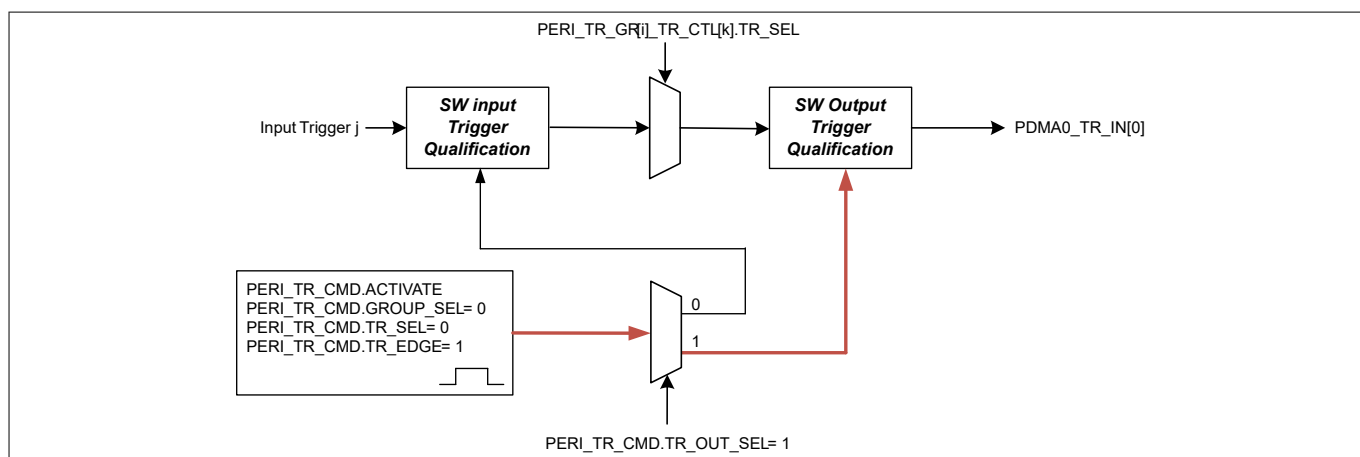 PERI_TR_GR[i]_TR_CTL[k].TR_SEL
SW input
Trigger
Qualification
SW Output
Trigger
Qualification
Input Trigger j
PDMA0_TR_IN[0]
PERI_TR_CMD.ACTIVATE
PERI_TR_CMD.GROUP_SEL= 0
PERI_TR_CMD.TR_SEL= 0
PERI_TR_CMD.TR_EDGE= 1
0
1
PERI_TR_CMD.TR_OUT_SEL= 1